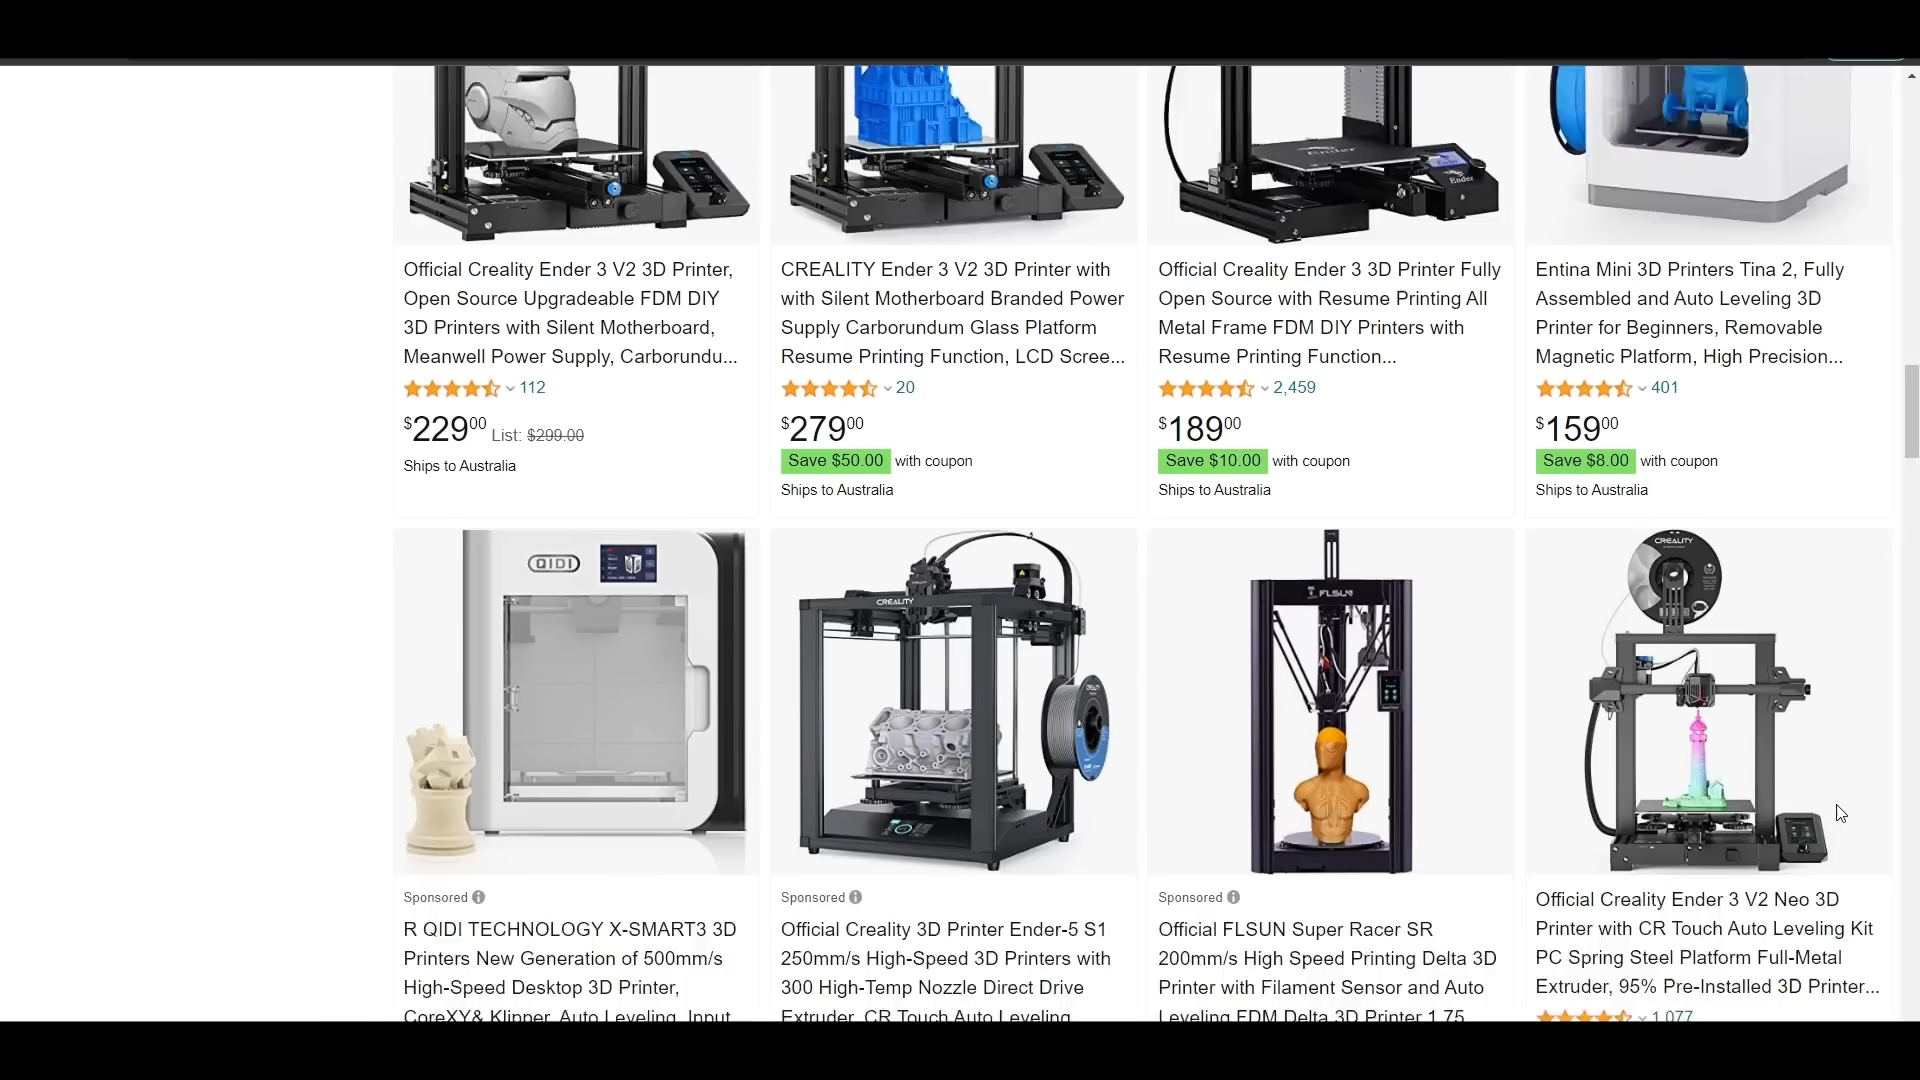 Ender
Ender
Official Creality Ender 3 V2 3D Printer,
Open Source Upgradeable FDM DIY
3D Printers with Silent Motherboard,
Meanwell Power Supply, Carborundu...
112
$22900 List: $299.00
Ships to Australia
CREALITY Ender 3 V2 3D Printer with
with Silent Motherboard Branded Power
Supply Carborundum Glass Platform
Resume Printing Function, LCD Scree...
20
$27900
Save $50.00 with coupon
Ships to Australia
Official Creality Ender 3 3D Printer Fully
Open Source with Resume Printing All
Metal Frame FDM DIY Printers with
Resume Printing Function...
2,459
$18900
Save $10.00 with coupon
Ships to Australia
Entina Mini 3D Printers Tina 2, Fully
Assembled and Auto Leveling 3D
Printer for Beginners, Removable
Magnetic Platform, High Precision...
401
$15900
Save $8.00 with coupon
Ships to Australia
QIDI
CREALITY
FLSUN
CREALITY
Sponsored
R QIDI TECHNOLOGY X-SMART3 3D
Printers New Generation of 500mm/s
High-Speed Desktop 3D Printer,
CoreXY& Klipper, Auto Leveling, Input
Sponsored
Official Creality 3D Printer Ender-5 S1
250mm/s High-Speed 3D Printers with
300 High-Temp Nozzle Direct Drive
Extruder, CR Touch Auto Leveling
Sponsored
Official FLSUN Super Racer SR
200mm/s High Speed Printing Delta 3D
Printer with Filament Sensor and Auto
Leveling FDM Delta 3D Printer 1.75
Official Creality Ender 3 V2 Neo 3D
Printer with CR Touch Auto Leveling Kit
PC Spring Steel Platform Full-Metal
Extruder, 95% Pre-Installed 3D Printer...
1,077